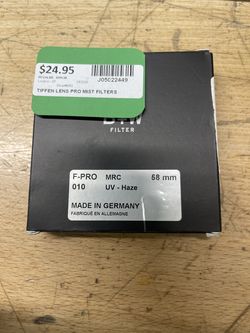 $24.95
J05C22449
TIFFEN LENS PRO MIST FILTERS
FILTER
F-PRO MRC 58 mm
010 UV - Haze
MADE IN GERMANY
FABRIQUÉ EN ALLEMAGNE